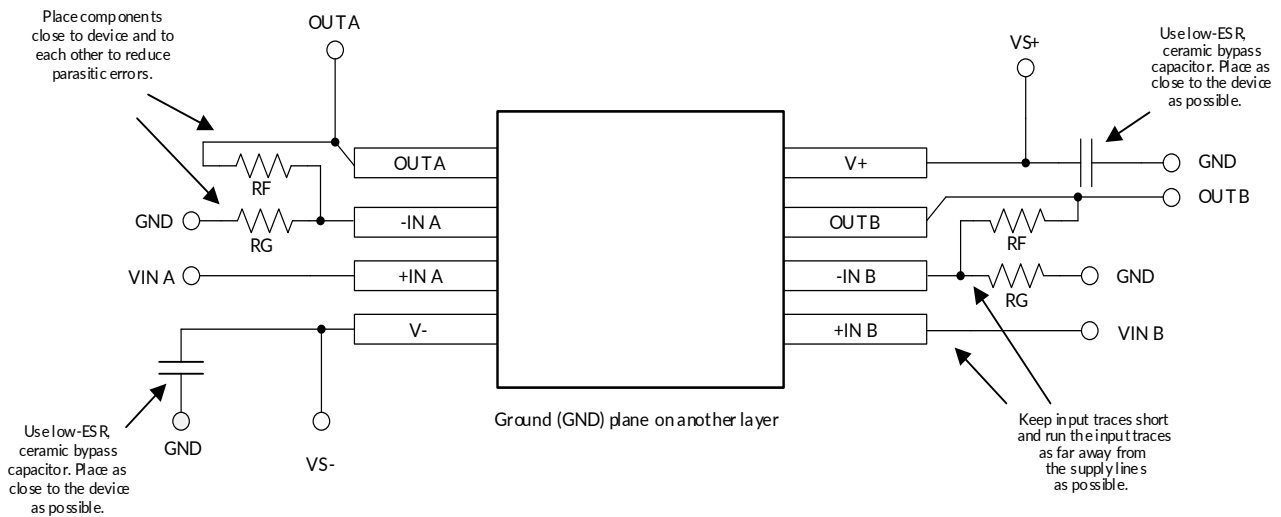 Place components
close to device and to
each other to reduce
parasitic errors.
OUT A
VS+
Use low-ESR,
ceramic bypass
capacitor. Place as
close to the device
as possible.
OUT A
V+
GND
RF
OUT B
GND
-IN A
OUT B
RG
RF
VIN A
+IN A
-IN B
GND
RG
V-
+IN B
VIN B
Ground (GND) plane on another layer
Use low-ESR,
ceramic bypass
capacitor. Place as
close to the device
as possible.
GND
VS-
Keep input traces short
and run the input traces
as far away from
the supply lines
as possible.